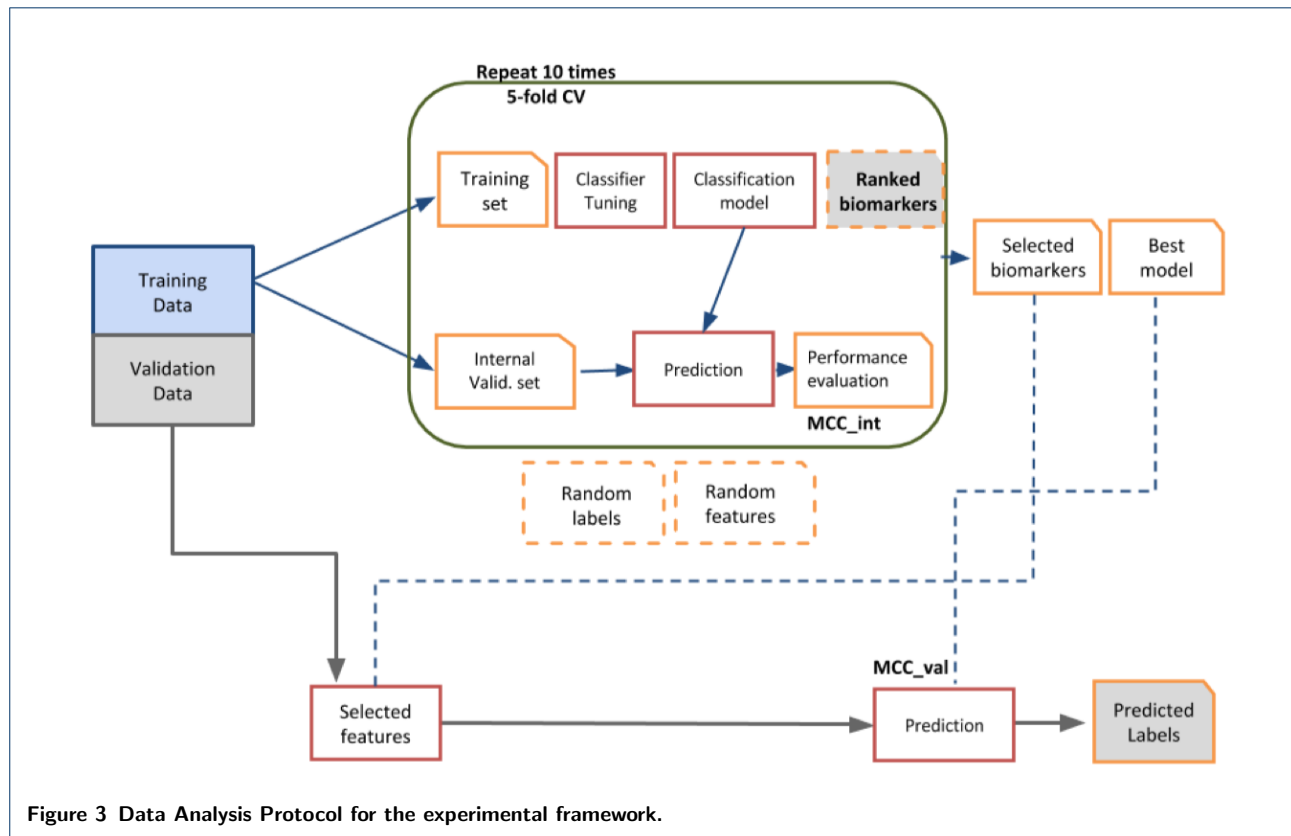 Repeat 10 times
5-fold CV
Training
set
Classifier
Tuning
Classification
model
Ranked
biomarkers
Selected
biomarkers
Best
model
Training
Data
Validation
Data
Internal
Valid. set
Prediction
Performance
evaluation
MCC_int
Random
labels
Random
features
MCC_val
Selected
features
Prediction
Predicted
Labels
Figure 3 Data Analysis Protocol for the experimental framework.